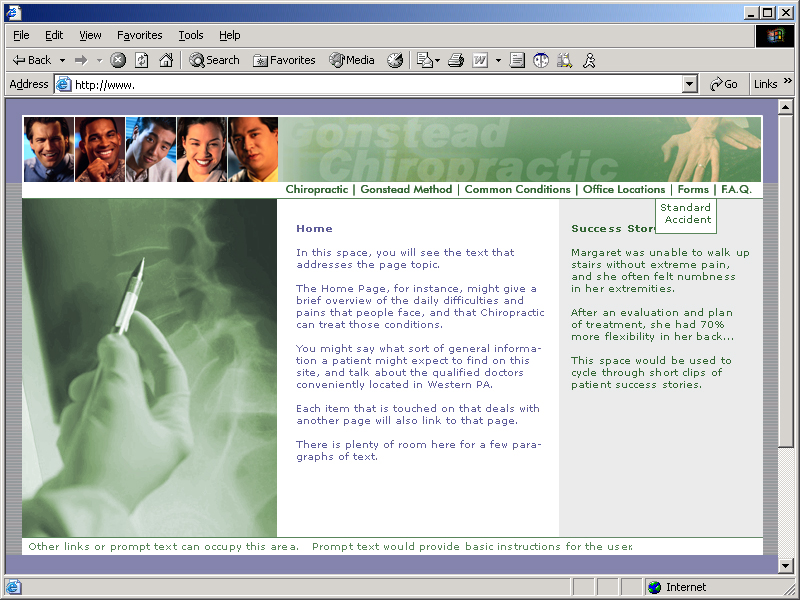 File Edit View Favorites Tools Help
Back Search Favorites Media
Address http://www. Go Links »
Gonstead
Chiropractic
Chiropractic | Gonstead Method | Common Conditions | Office Locations | Forms | F.A.Q.
Standard
Accident
Home
In this space, you will see the text that
addresses the page topic.
The Home Page, for instance, might give a
brief overview of the daily difficulties and
pains that people face, and that Chiropractic
can treat those conditions.
You might say what sort of general informa-
tion a patient might expect to find on this
site, and talk about the qualified doctors
conveniently located in Western PA.
Each item that is touched on that deals with
another page will also link to that page.
There is plenty of room here for a few para-
graphs of text.
Success
Margaret was unable to walk up
stairs without extreme pain,
and she often felt numbness
in her extremities.
After an evaluation and plan
of treatment, she had 70%
more flexibility in her back...
This space would be used to
cycle through short clips of
patient success stories.
Other links or prompt text can occupy this area. Prompt text would provide basic instructions for the user.
Internet